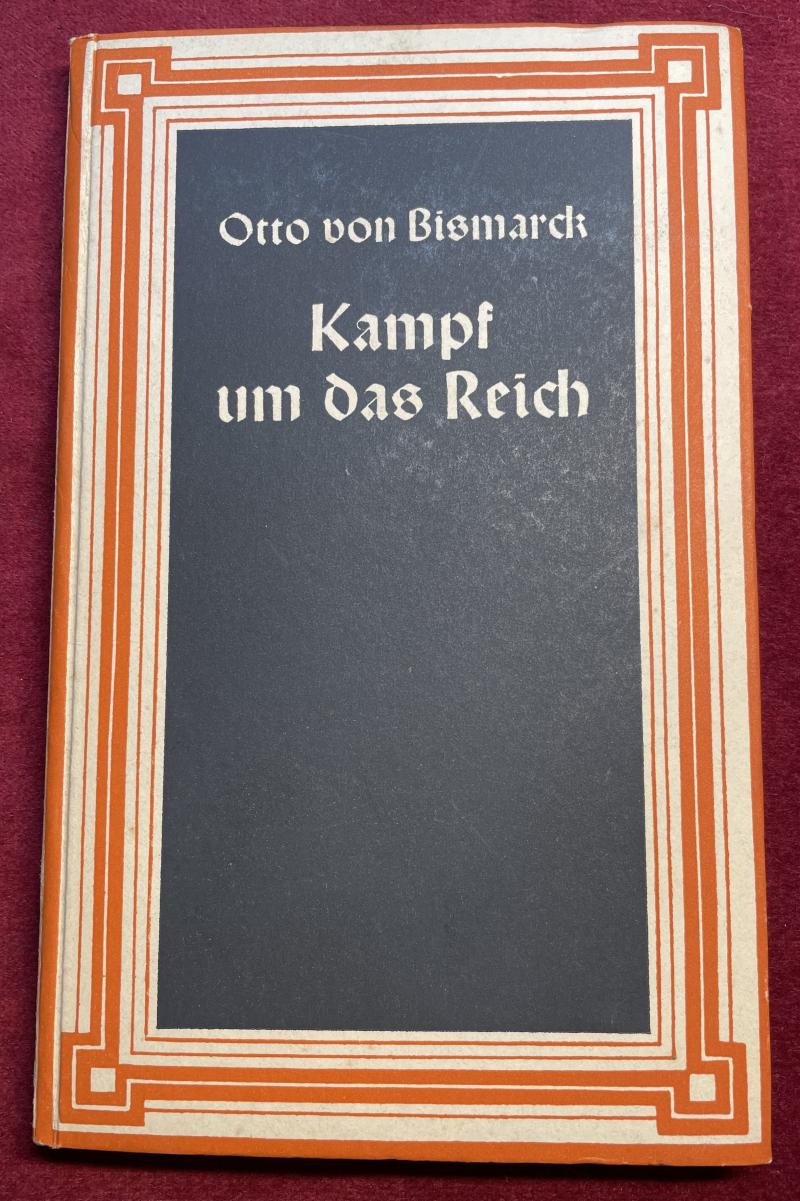 Otto von Bismarck
Kampf
um das Reich